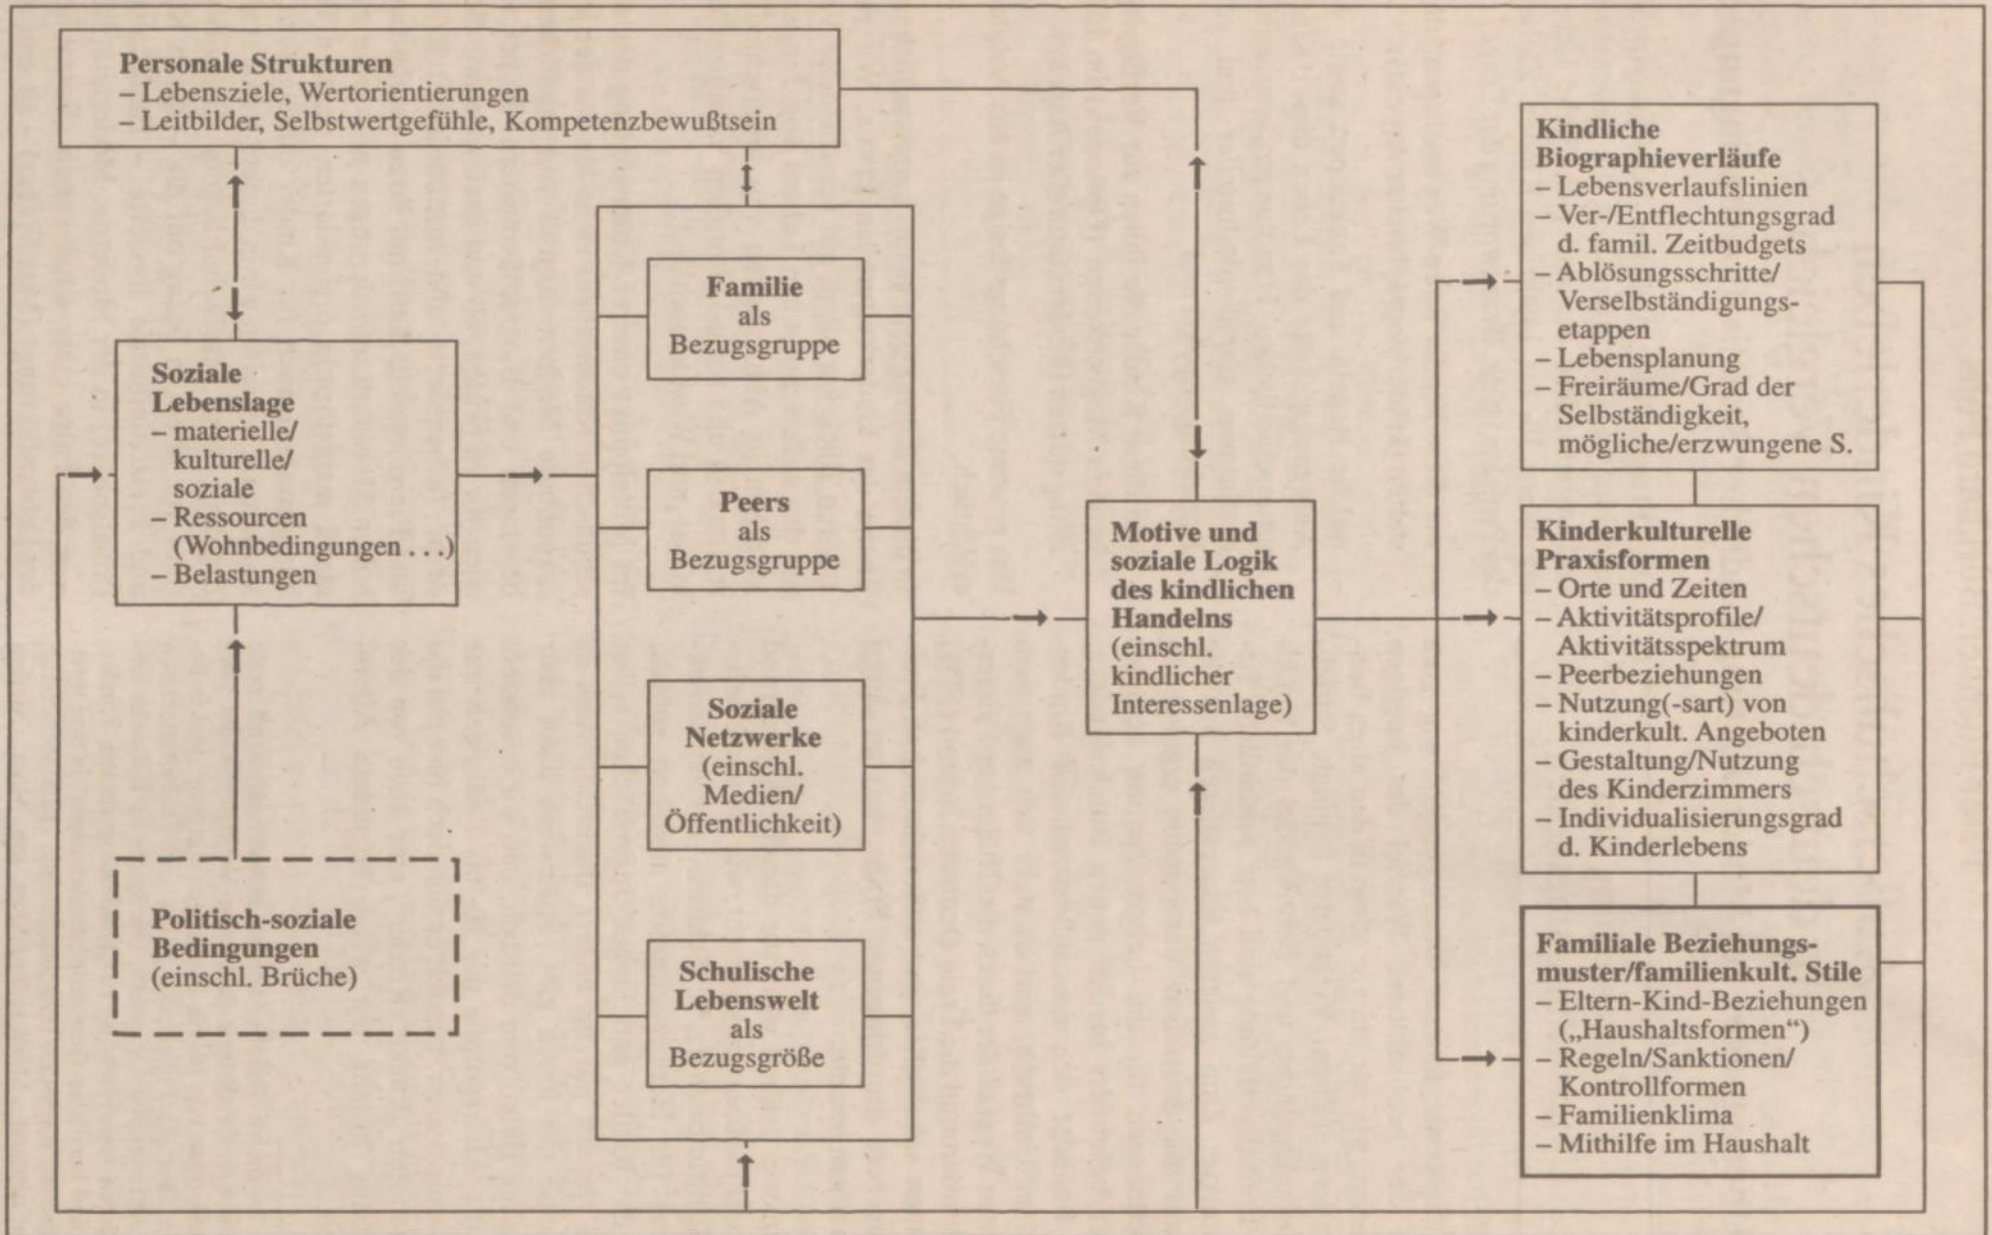 Personale Strukturen
– Lebensziele, Wertorientierungen
– Leitbilder, Selbstwertgefühle, Kompetenzbewußtsein
Soziale
Lebenslage
– materielle/
kulturelle/
soziale
– Ressourcen
(Wohnbedingungen . . .)
– Belastungen
Politisch-soziale
Bedingungen
(einschl. Brüche)
Familie
als
Bezugsgruppe
Peers
als
Bezugsgruppe
Soziale
Netzwerke
(einschl.
Medien/
Öffentlichkeit)
Schulische
Lebenswelt
als
Bezugsgröße
Motive und
soziale Logik
des kindlichen
Handelns
(einschl.
kindlicher
Interessenlage)
Kindliche
Biographieverläufe
– Lebensverlaufslinien
– Ver-/Entflechtungsgrad
d. famil. Zeitbudgets
– Ablösungsschritte/
Verselbständigungs-
etappen
– Lebensplanung
– Freiräume/Grad der
Selbständigkeit,
mögliche/erzwungene S.
Kinderkulturelle
Praxisformen
– Orte und Zeiten
– Aktivitätsprofile/
Aktivitätsspektrum
– Peerbeziehungen
– Nutzung(-sart) von
kinderkult. Angeboten
– Gestaltung/Nutzung
des Kinderzimmers
– Individualisierungsgrad
d. Kinderlebens
Familiale Beziehungs-
muster/familienkult. Stile
– Eltern-Kind-Beziehungen
(„Haushaltsformen“)
– Regeln/Sanktionen/
Kontrollformen
– Familienklima
– Mithilfe im Haushalt